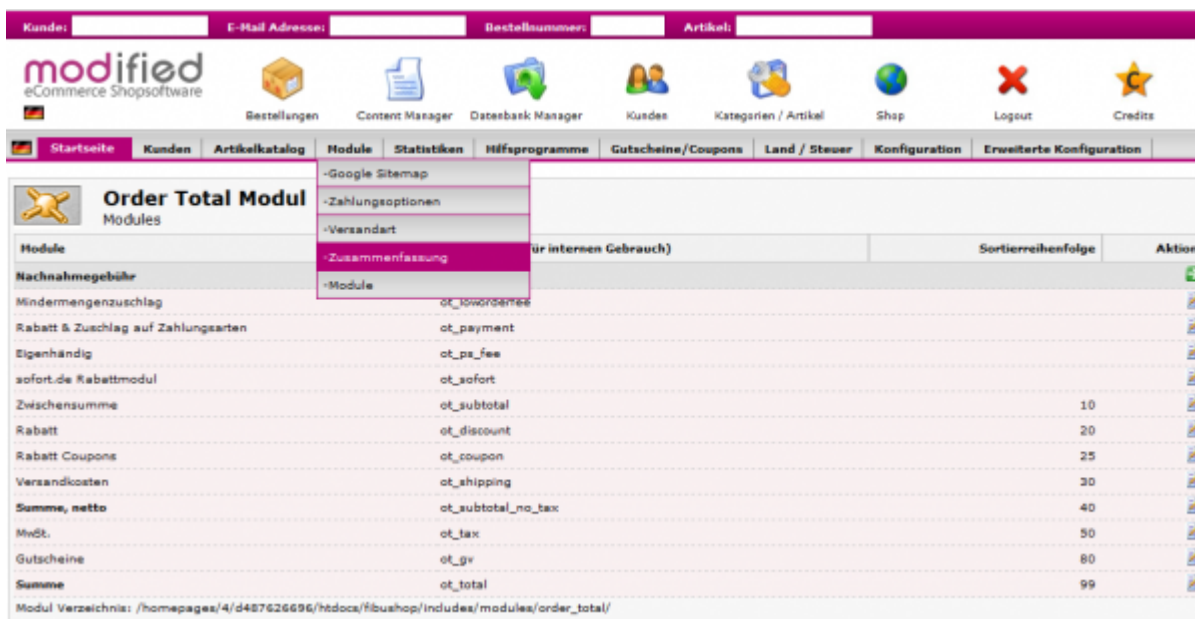 Kunde: E-Mail Adresse: Bestellnummer: Artikel:
modified
eCommerce Shopsoftware
Bestellungen Content Manager Datenbank Manager Kunden Kategorien / Artikel Shop Logout Credits
Startseite Kunden Artikelkatalog Module Statistiken Hilfsprogramme Gutscheine/Coupons Land / Steuer Konfiguration Erweiterte Konfiguration
-Google Sitemap
-Zahlungsoptionen
-Versandart
-Zusammenfassung
-Module
Order Total Modul
Modules
Module für internen Gebrauch) Sortierreihenfolge Aktion
Nachnahmegebühr
Mindermengenzuschlag ot_loworderfee
Rabatt & Zuschlag auf Zahlungsarten ot_payment
Eigenhändig ot_ps_fee
sofort.de Rabattmodul ot_sofort
Zwischensumme ot_subtotal 10
Rabatt ot_discount 20
Rabatt Coupons ot_coupon 25
Versandkosten ot_shipping 30
Summe, netto ot_subtotal_no_tax 40
MwSt. ot_tax 50
Gutscheine ot_gv 80
Summe ot_total 99
Modul Verzeichnis: /homepages/4/d487626696/htdocs/fibushop/includes/modules/order_total/